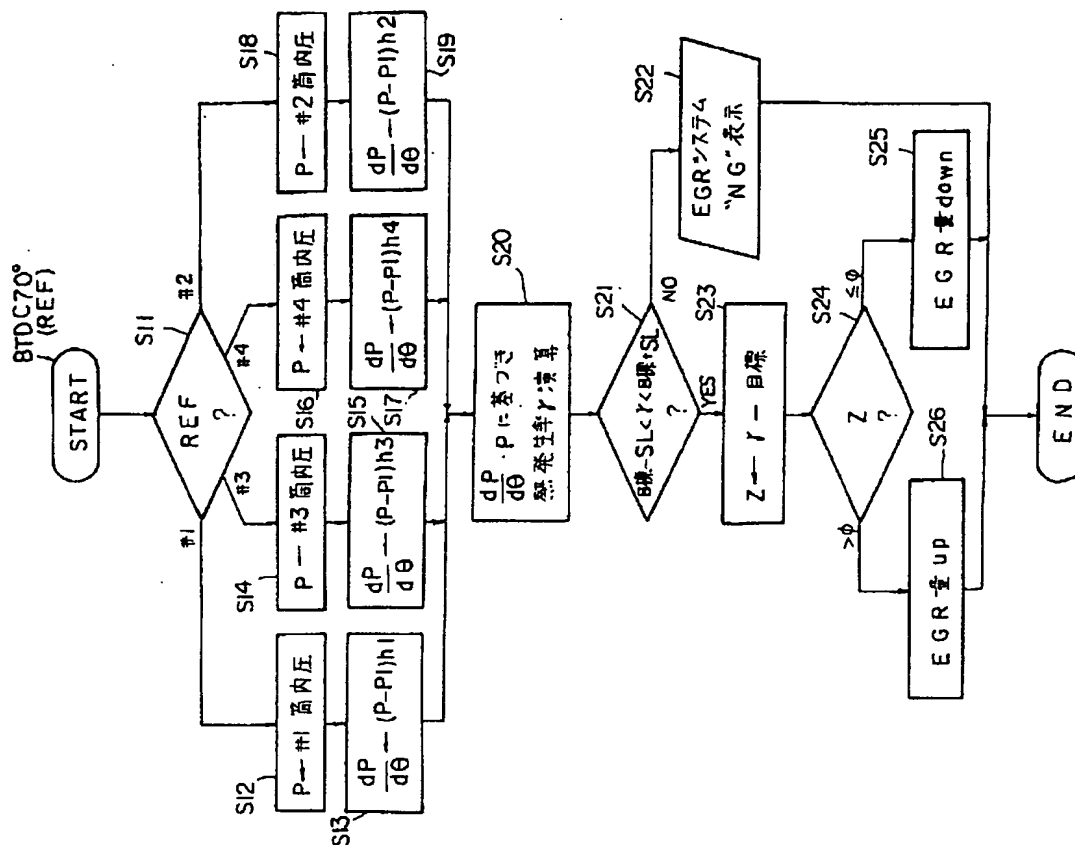 BTDC70°
(REF)
START
S11
REF
?
#1
#3
#4
#2
S12
P←#1筒内圧
S13
dP/dθ ← (P-P1)h1
S14
P←#3筒内圧
S15
dP/dθ ← (P-P1)h3
S16
P←#4筒内圧
S17
dP/dθ ← (P-P1)h4
S18
P←#2筒内圧
S19
dP/dθ ← (P-P1)h2
S20
dP/dθ・Pに基づき
熱発生率γ演算
S21
目標-SL<γ<目標+SL
?
NO
YES
S22
EGRシステム
"NG"表示
S23
Z←γ-目標
S24
Z
?
>φ
≤φ
S26
EGR量up
S25
EGR量down
END